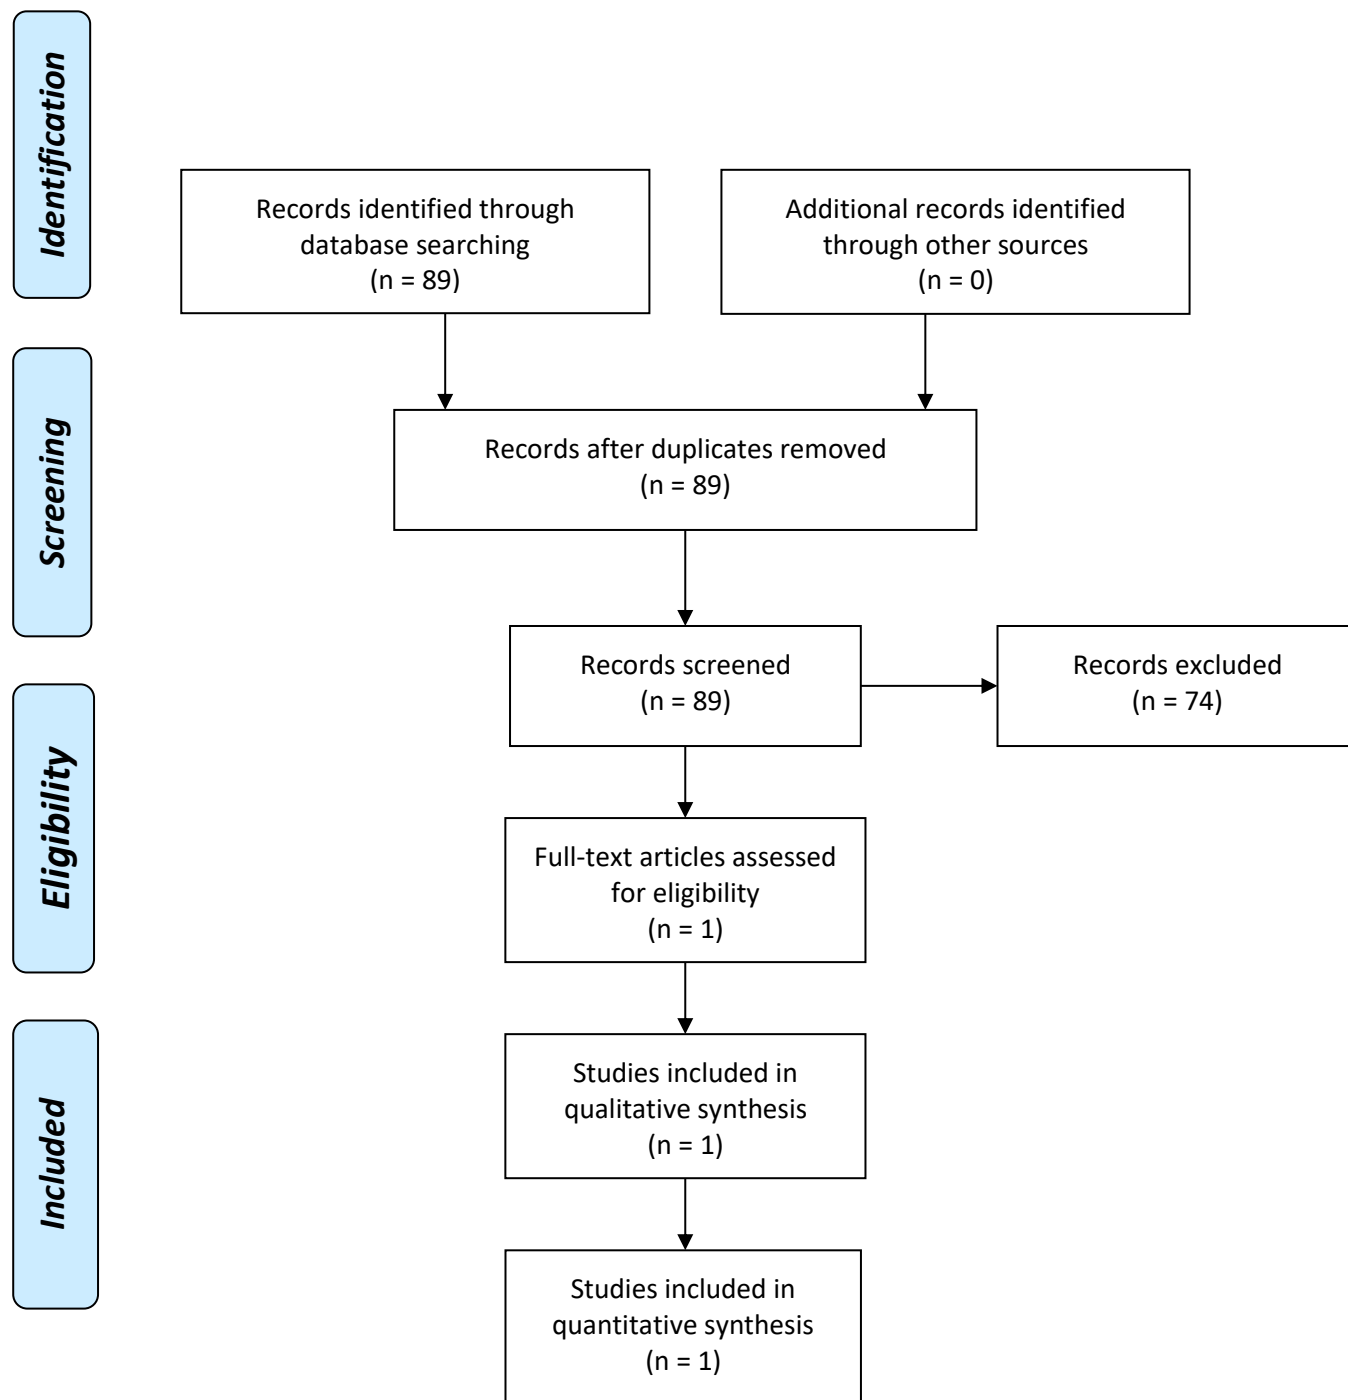 Identification
Records identified through
database searching
(n = 89)
Additional records identified
through other sources
(n = 0)
Screening
Records after duplicates removed
(n = 89)
Records screened
(n = 89)
Records excluded
(n = 74)
Eligibility
Full-text articles assessed
for eligibility
(n = 1)
Included
Studies included in
qualitative synthesis
(n = 1)
Studies included in
quantitative synthesis
(n = 1)